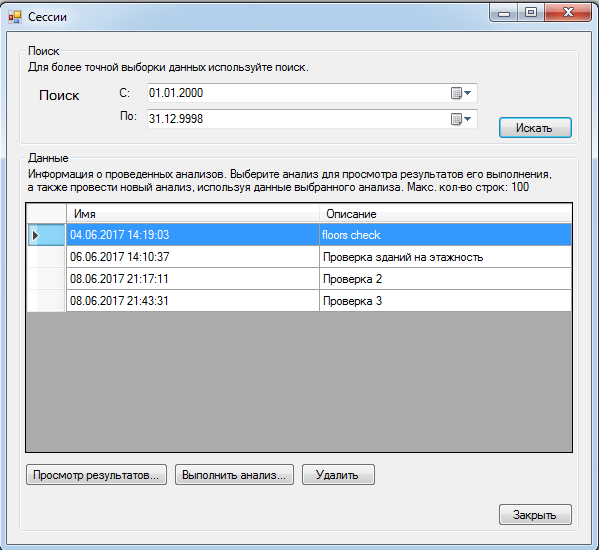 Сессии
Поиск
Для более точной выборки данных используйте поиск.
Поиск
С:
01.01.2000
По:
31.12.9998
Искать
Данные
Информация о проведенных анализов. Выберите анализ для просмотра результатов его выполнения,
а также провести новый анализ, используя данные выбранного анализа. Макс. кол-во строк: 100
Имя Описание
04.06.2017 14:19:03 floors check
06.06.2017 14:10:37 Проверка зданий на этажность
08.06.2017 21:17:11 Проверка 2
08.06.2017 21:43:31 Проверка 3
Просмотр результатов... Выполнить анализ... Удалить
Закрыть